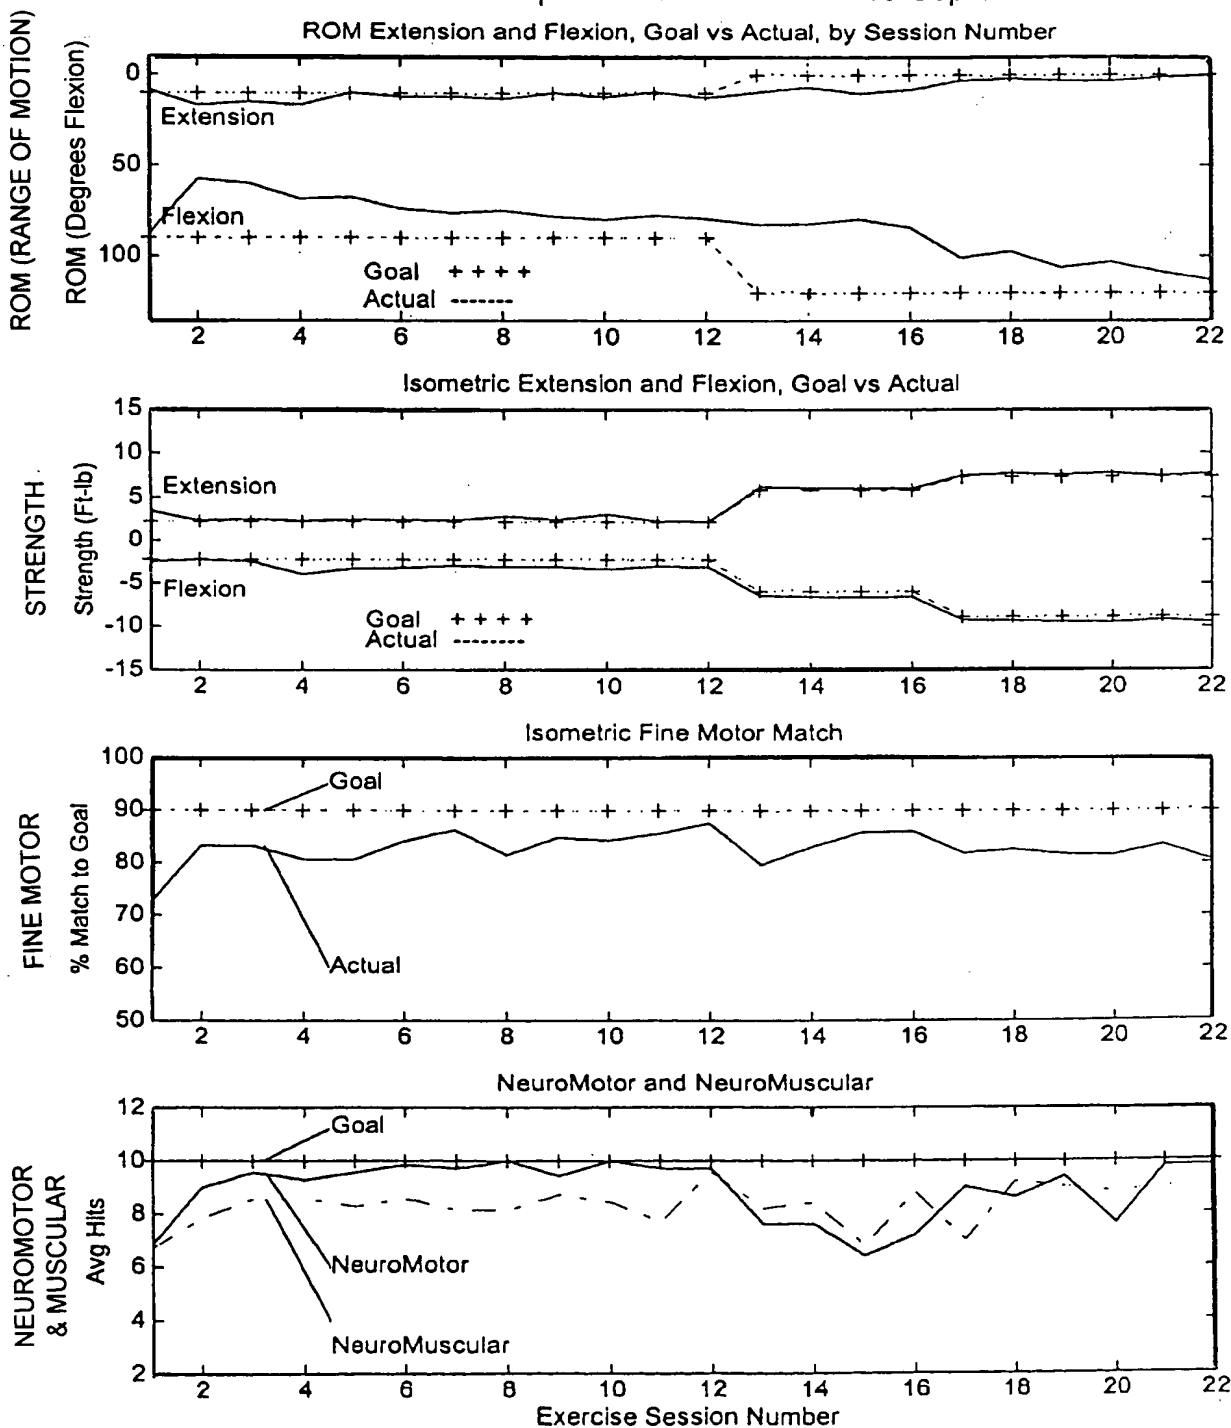 ROM Extension and Flexion, Goal vs Actual, by Session Number
ROM (RANGE OF MOTION)
ROM (Degrees Flexion)
0
50
100
Extension
Flexion
Goal + + + +
Actual -------
2 4 6 8 10 12 14 16 18 20 22
Isometric Extension and Flexion, Goal vs Actual
STRENGTH
Strength (Ft-lb)
15
10
5
0
-5
-10
-15
Extension
Flexion
Goal + + + +
Actual --------
2 4 6 8 10 12 14 16 18 20 22
Isometric Fine Motor Match
FINE MOTOR
% Match to Goal
100
90
80
70
60
50
Goal
Actual
2 4 6 8 10 12 14 16 18 20 22
NeuroMotor and NeuroMuscular
NEUROMOTOR
& MUSCULAR
Avg Hits
12
10
8
6
4
2
Goal
NeuroMotor
NeuroMuscular
2 4 6 8 10 12 14 16 18 20 22
Exercise Session Number